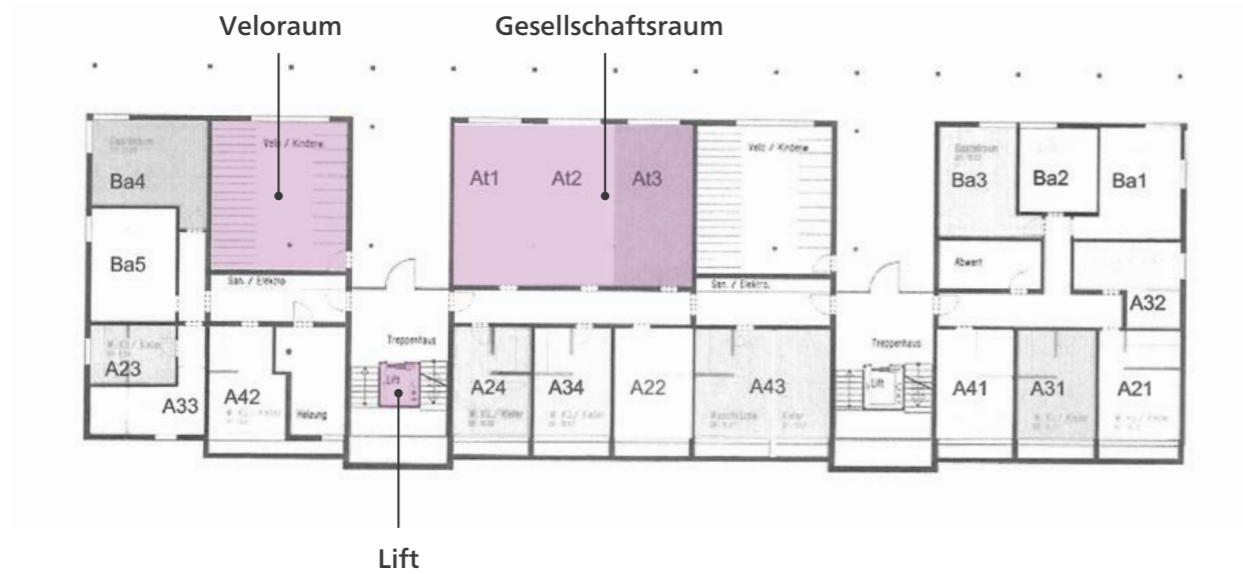 Veloraum
Gesellschaftsraum
Velo / Kinderw.
Velo / Kinderw.
Ba4
At1
At2
At3
Ba3
Ba2
Ba1
Ba5
Abwart
San. / Elektro
San. / Elektro.
A32
Treppenhaus
Treppenhaus
A23
A33
A42
Heizung
Lift
A24
A34
A22
A43
Lift
A41
A31
A21
Lift